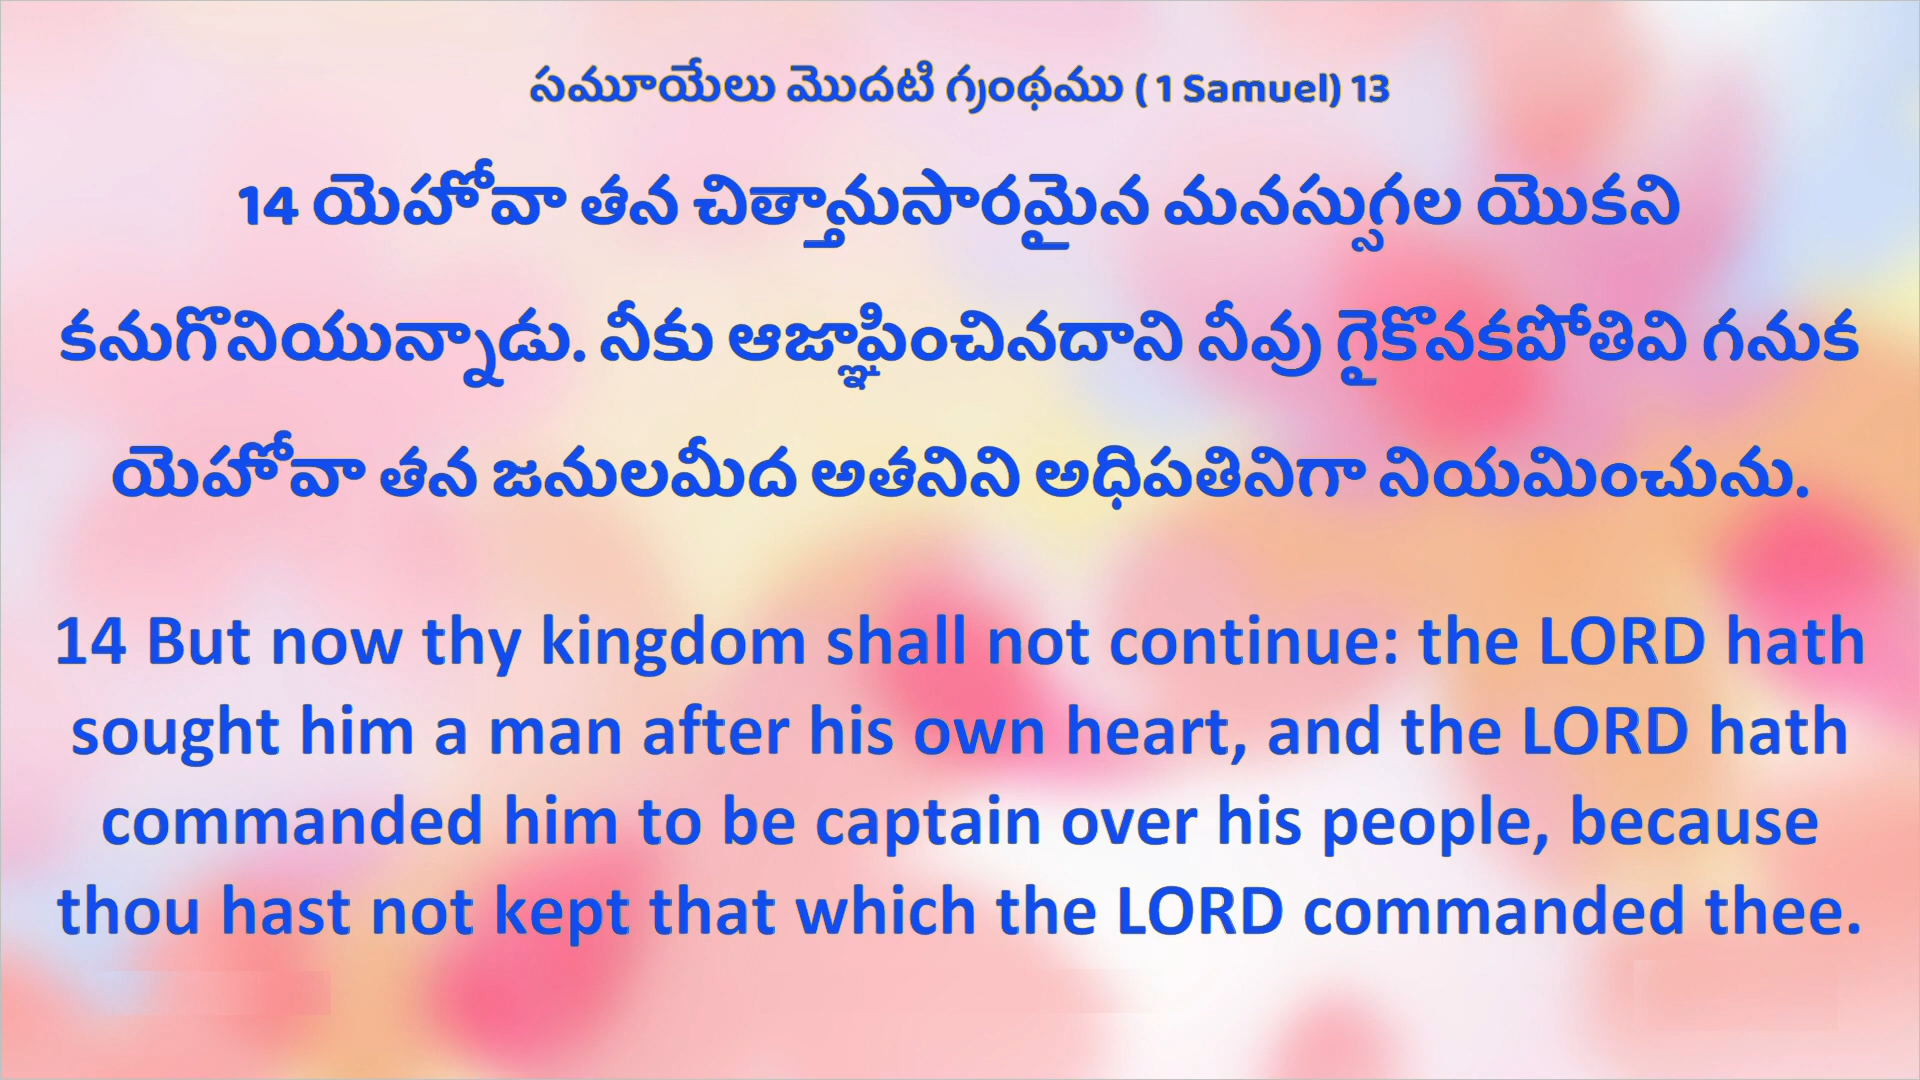 సమూయేలు మొదటి గ్రంథము ( 1 Samuel) 13
14 యెహోవా తన చిత్తానుసారమైన మనస్సుగల యొకని
కనుగొనియున్నాడు. నీకు ఆజ్ఞాపించినదాని నీవు గైకొనకపోతివి గనుక
యెహోవా తన జనులమీద అతనిని అధిపతినిగా నియమించును.
14 But now thy kingdom shall not continue: the LORD hath
sought him a man after his own heart, and the LORD hath
commanded him to be captain over his people, because
thou hast not kept that which the LORD commanded thee.